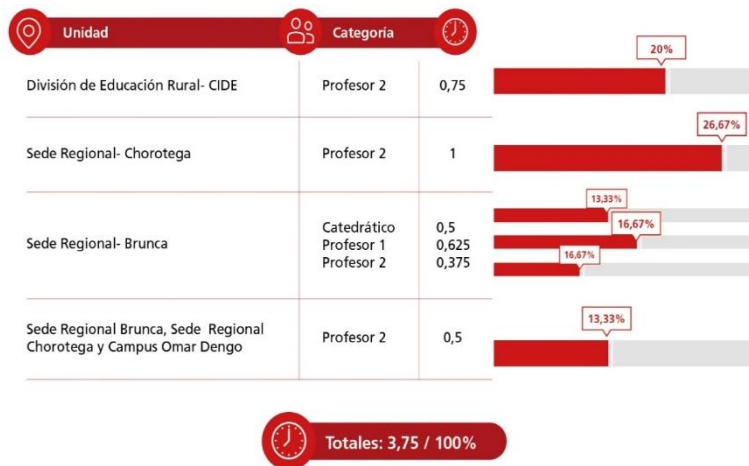 Unidad
Categoría
20%
División de Educación Rural- CIDE
Profesor 2
0,75
26,67%
Sede Regional- Chorotega
Profesor 2
1
13,33%
Catedrático
0,5
16,67%
Sede Regional- Brunca
Profesor 1
0,625
16,67%
Profesor 2
0,375
13,33%
Sede Regional Brunca, Sede Regional
Chorotega y Campus Omar Dengo
Profesor 2
0,5
Totales: 3,75 / 100%